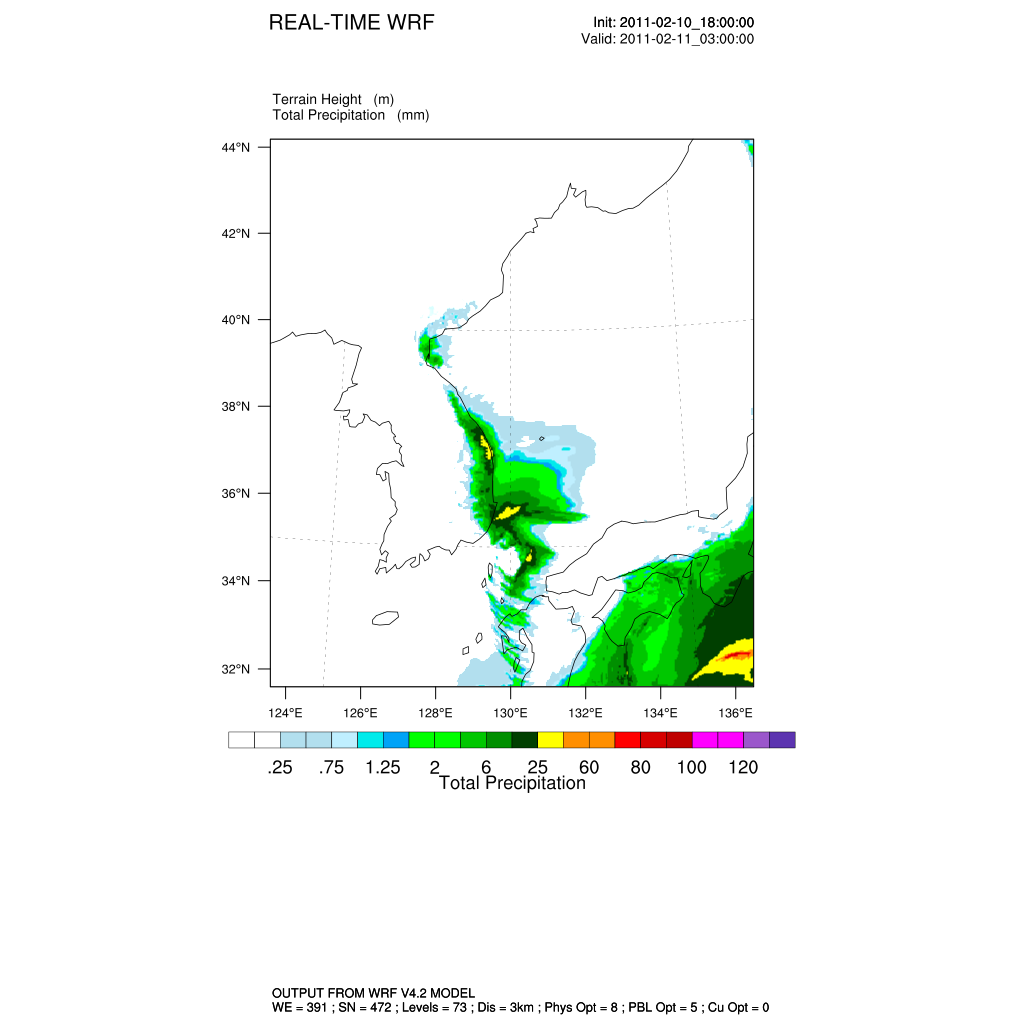 REAL-TIME WRF
Init: 2011-02-10_18:00:00
Valid: 2011-02-11_03:00:00
Terrain Height (m)
Total Precipitation (mm)
44°N
42°N
40°N
38°N
36°N
34°N
32°N
124°E 126°E 128°E 130°E 132°E 134°E 136°E
.25 .75 1.25 2 6 25 60 80 100 120
Total Precipitation
OUTPUT FROM WRF V4.2 MODEL
WE = 391 ; SN = 472 ; Levels = 73 ; Dis = 3km ; Phys Opt = 8 ; PBL Opt = 5 ; Cu Opt = 0